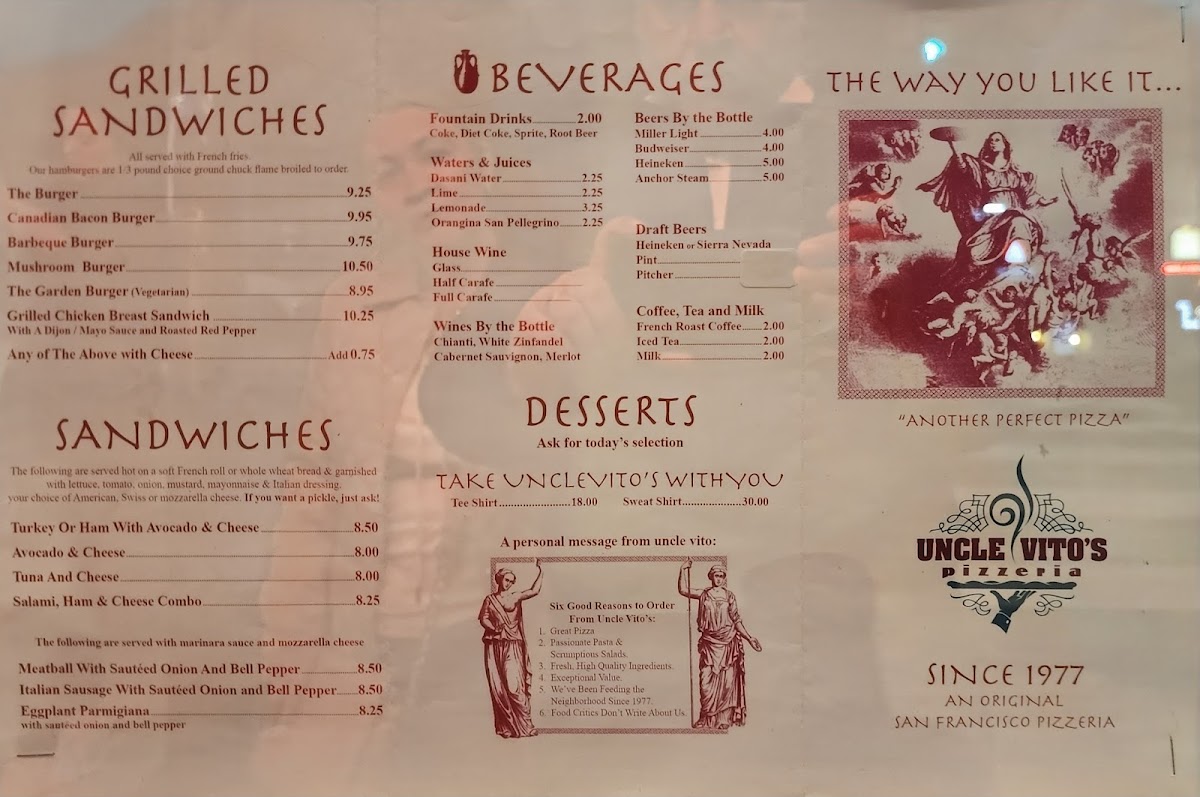 GRILLED
SANDWICHES
All served with French fries.
Our hamburgers are 1/3 pound choice ground chuck flame broiled to order.
The Burger 9.25
Canadian Bacon Burger 9.95
Barbeque Burger 9.75
Mushroom Burger 10.50
The Garden Burger (Vegetarian) 8.95
Grilled Chicken Breast Sandwich 10.25
With A Dijon / Mayo Sauce and Roasted Red Pepper
Any of The Above with Cheese Add 0.75
SANDWICHES
The following are served hot on a soft French roll or whole wheat bread & garnished
with lettuce, tomato, onion, mustard, mayonnaise & Italian dressing.
your choice of American, Swiss or mozzarella cheese. If you want a pickle, just ask!
Turkey Or Ham With Avocado & Cheese 8.50
Avocado & Cheese 8.00
Tuna And Cheese 8.00
Salami, Ham & Cheese Combo 8.25
The following are served with marinara sauce and mozzarella cheese
Meatball With Sautéed Onion And Bell Pepper 8.50
Italian Sausage With Sautéed Onion and Bell Pepper 8.50
Eggplant Parmigiana 8.25
with sautéed onion and bell pepper
BEVERAGES
Fountain Drinks 2.00
Coke, Diet Coke, Sprite, Root Beer
Waters & Juices
Dasani Water 2.25
Lime 2.25
Lemonade 3.25
Orangina San Pellegrino 2.25
House Wine
Glass
Half Carafe
Full Carafe
Wines By the Bottle
Chianti, White Zinfandel
Cabernet Sauvignon, Merlot
Beers By the Bottle
Miller Light 4.00
Budweiser 4.00
Heineken 5.00
Anchor Steam 5.00
Draft Beers
Heineken or Sierra Nevada
Pint
Pitcher
Coffee, Tea and Milk
French Roast Coffee 2.00
Iced Tea 2.00
Milk 2.00
DESSERTS
Ask for today's selection
TAKE UNCLE VITO'S WITH YOU
Tee Shirt 18.00 Sweat Shirt 30.00
A personal message from uncle vito:
Six Good Reasons to Order
From Uncle Vito's:
1. Great Pizza
2. Passionate Pasta &
Scrumptious Salads.
3. Fresh, High Quality Ingredients.
4. Exceptional Value.
5. We've Been Feeding the
Neighborhood Since 1977.
6. Food Critics Don't Write About Us.
THE WAY YOU LIKE IT...
"ANOTHER PERFECT PIZZA"
UNCLE VITO'S
pizzeria
SINCE 1977
AN ORIGINAL
SAN FRANCISCO PIZZERIA